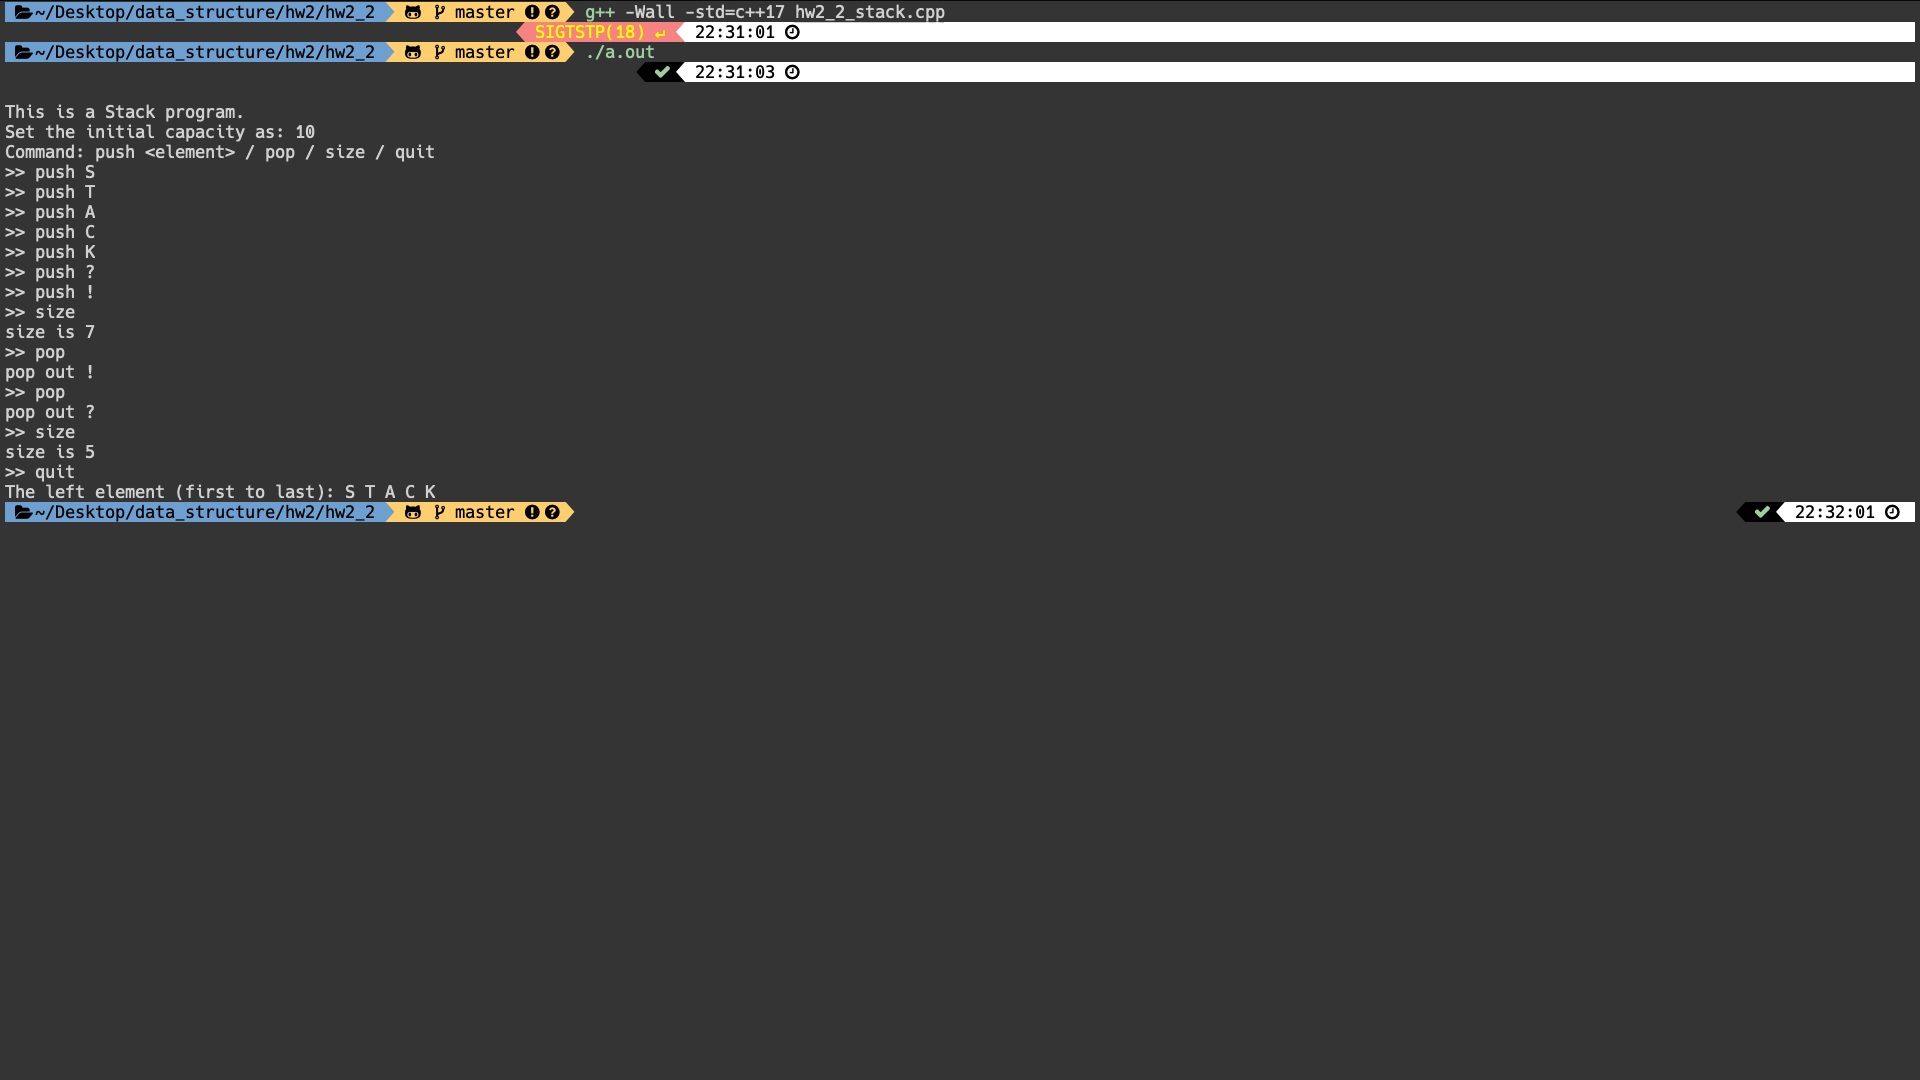 ~/Desktop/data_structure/hw2/hw2_2 master g++ -Wall -std=c++17 hw2_2_stack.cpp
SIGTSTP(18) ↵ 22:31:01
~/Desktop/data_structure/hw2/hw2_2 master ./a.out
✔ 22:31:03
This is a Stack program.
Set the initial capacity as: 10
Command: push <element> / pop / size / quit
>> push S
>> push T
>> push A
>> push C
>> push K
>> push ?
>> push !
>> size
size is 7
>> pop
pop out !
>> pop
pop out ?
>> size
size is 5
>> quit
The left element (first to last): S T A C K
~/Desktop/data_structure/hw2/hw2_2 master ✔ 22:32:01